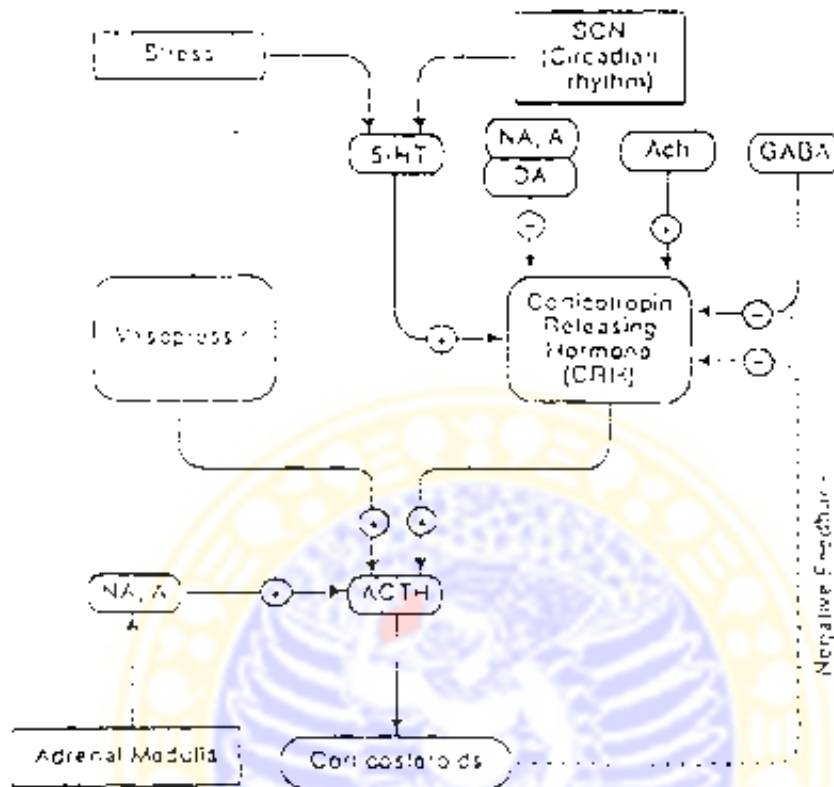 Stress
SCN
(Circadian
rhythm)
5-HT
NA, A
DA
Ach
GABA
Vasopressin
Corticotropin
Releasing
Hormone
(CRH)
NA, A
ACTH
Negative Feedback
Adrenal Medulla
Corticosteroids